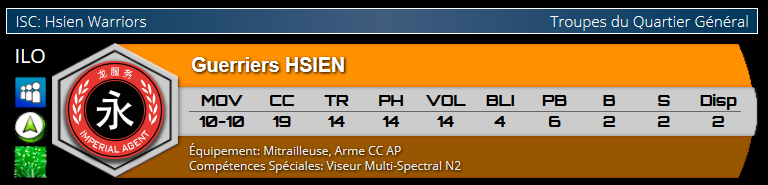 ISC: Hsien Warriors
Troupes du Quartier Général
ILO
龙服务
永
IMPERIAL AGENT
Guerriers HSIEN
MOV CC TR PH VOL BLI PB B S Disp
10-10 19 14 14 14 4 6 2 2 2
Équipement: Mitrailleuse, Arme CC AP
Compétences Spéciales: Viseur Multi-Spectral N2